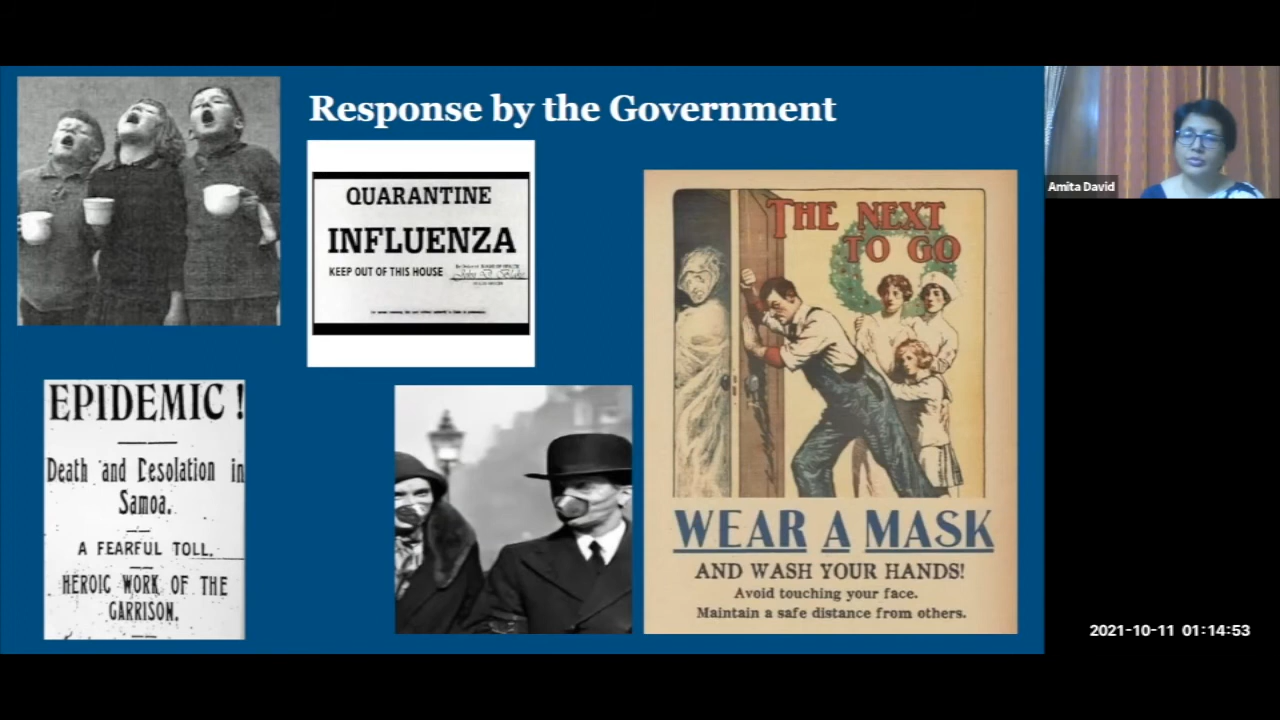 Response by the Government
QUARANTINE
INFLUENZA
KEEP OUT OF THIS HOUSE
EPIDEMIC !
Death and Desolation in
Samoa.
A FEARFUL TOLL.
HEROIC WORK OF THE
GARRISON.
THE NEXT
TO GO
WEAR A MASK
AND WASH YOUR HANDS!
Avoid touching your face.
Maintain a safe distance from others.
Amita David
2021-10-11 01:14:53